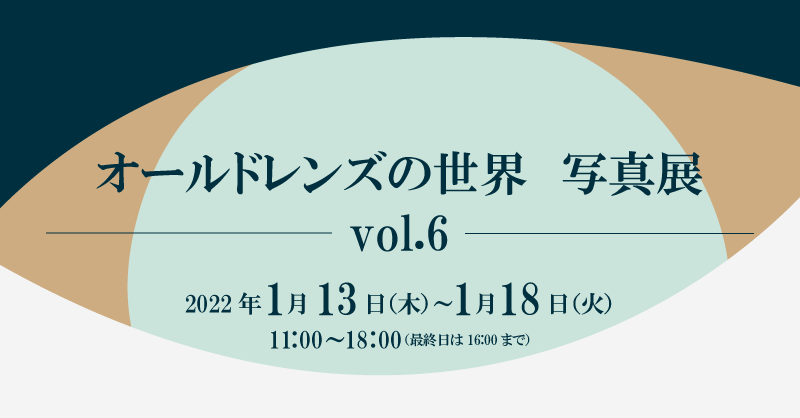 オールドレンズの世界　写真展
vol.6
2022年1月13日(木)～1月18日(火)
11:00～18:00(最終日は16:00まで)